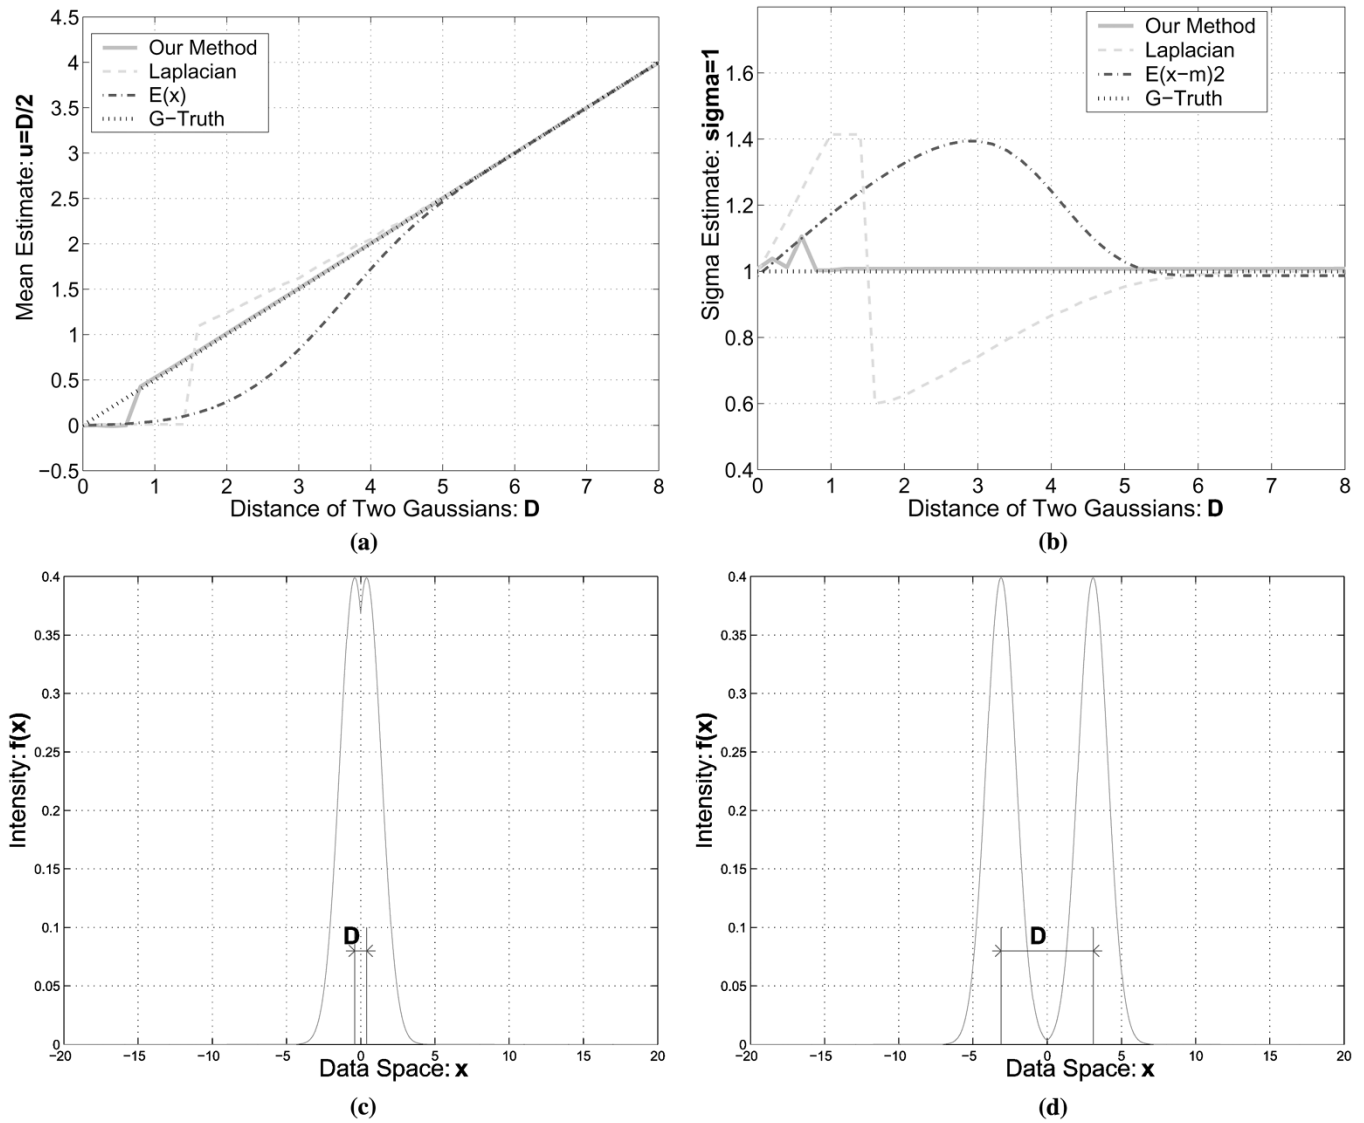 4.5
4
3.5
3
2.5
2
1.5
1
0.5
0
−0.5
Mean Estimate: u=D/2
Our Method
Laplacian
E(x)
G−Truth
0 1 2 3 4 5 6 7 8
Distance of Two Gaussians: D
(a)
1.6
1.4
1.2
1
0.8
0.6
0.4
Sigma Estimate: sigma=1
Our Method
Laplacian
E(x−m)2
G−Truth
0 1 2 3 4 5 6 7 8
Distance of Two Gaussians: D
(b)
0.4
0.35
0.3
0.25
0.2
0.15
0.1
0.05
0
Intensity: f(x)
D
−20 −15 −10 −5 0 5 10 15 20
Data Space: x
(c)
0.4
0.35
0.3
0.25
0.2
0.15
0.1
0.05
0
Intensity: f(x)
D
−20 −15 −10 −5 0 5 10 15 20
Data Space: x
(d)